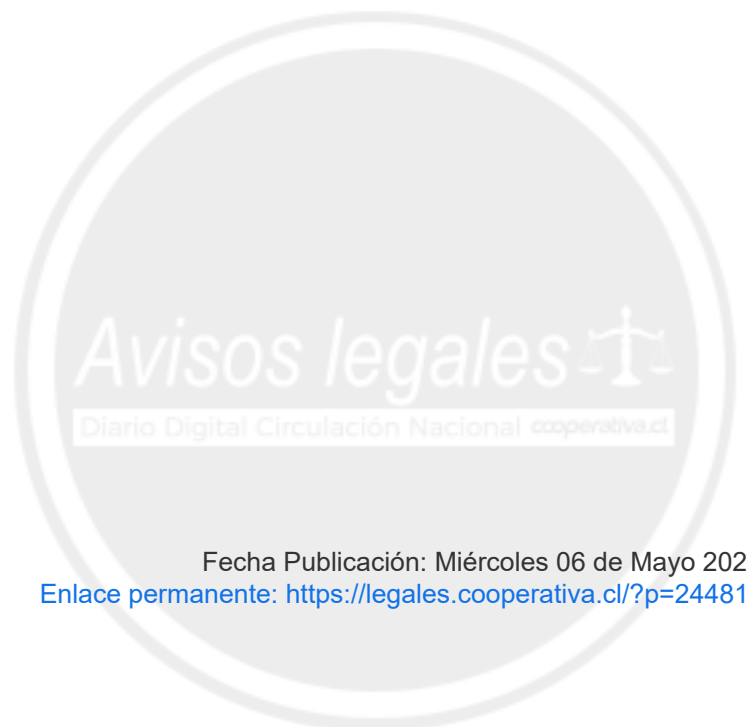 Avisos legales
Diario Digital Circulación Nacional cooperativa.cl
Fecha Publicación: Miércoles 06 de Mayo 202
Enlace permanente: https://legales.cooperativa.cl/?p=24481